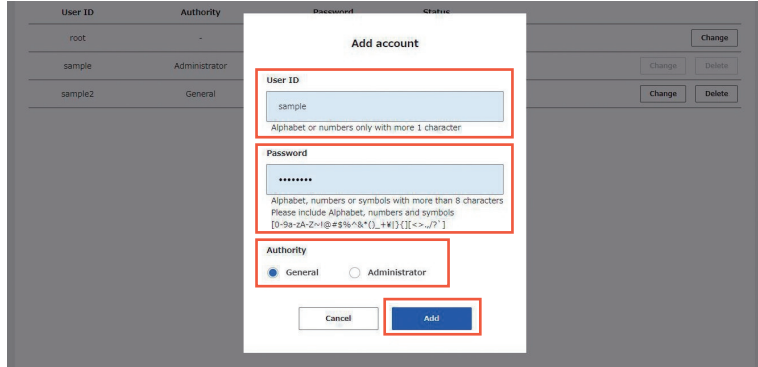 User ID Authority Password Status
root - Change
sample Administrator Change Delete
sample2 General Change Delete
Add account
User ID
sample
Alphabet or numbers only with more 1 character
Password
••••••••
Alphabet, numbers or symbols with more than 8 characters
Please include Alphabet, numbers and symbols
[0-9a-zA-Z~!@#$%^&*()_+¥|}{][<>.,/?`]
Authority
General Administrator
Cancel Add